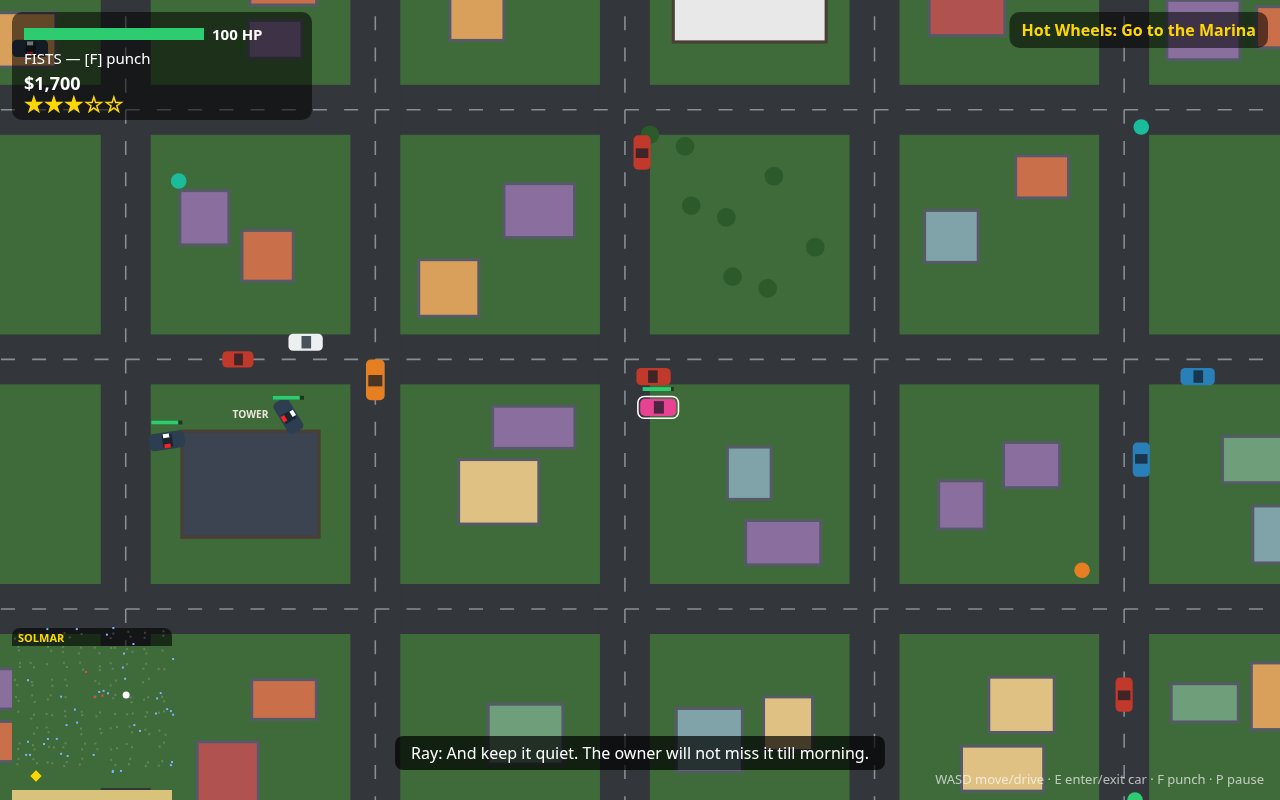 100 HP
FISTS — [F] punch
$1,700
★★★☆☆
Hot Wheels: Go to the Marina
TOWER
SOLMAR
Ray: And keep it quiet. The owner will not miss it till morning.
WASD move/drive · E enter/exit car · F punch · P pause